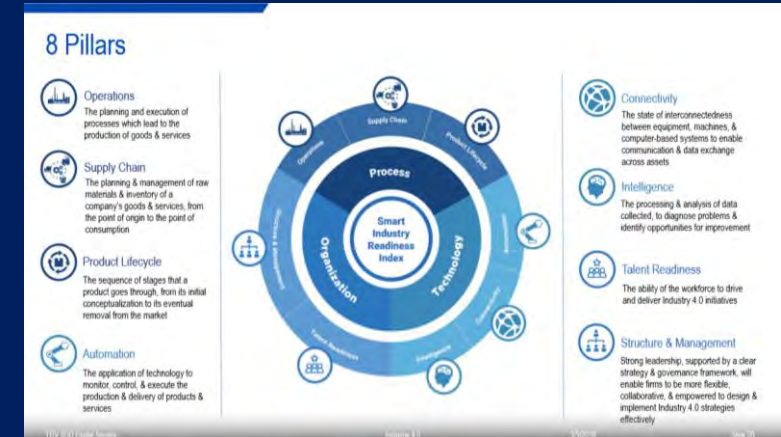 8 Pillars
Operations
The planning and execution of
processes which lead to the
production of goods & services
Supply Chain
The planning & management of raw
materials & inventory of a
company's goods & services, from
the point of origin to the point of
consumption
Product Lifecycle
The sequence of stages that a
product goes through, from its initial
conceptualization to its eventual
removal from the market
Automation
The application of technology to
monitor, control, & execute the
production & delivery of products &
services
Operations
Supply Chain
Product Lifecycle
Automation
Connectivity
Intelligence
Talent Readiness
Structure & Management
Process
Technology
Organization
Smart
Industry
Readiness
Index
Connectivity
The state of interconnectedness
between equipment, machines, &
computer-based systems to enable
communication & data exchange
across assets
Intelligence
The processing & analysis of data
collected, to diagnose problems &
identify opportunities for improvement
Talent Readiness
The ability of the workforce to drive
and deliver Industry 4.0 initiatives
Structure & Management
Strong leadership, supported by a clear
strategy & governance framework, will
enable firms to be more flexible,
collaborative, & empowered to design &
implement Industry 4.0 strategies
effectively